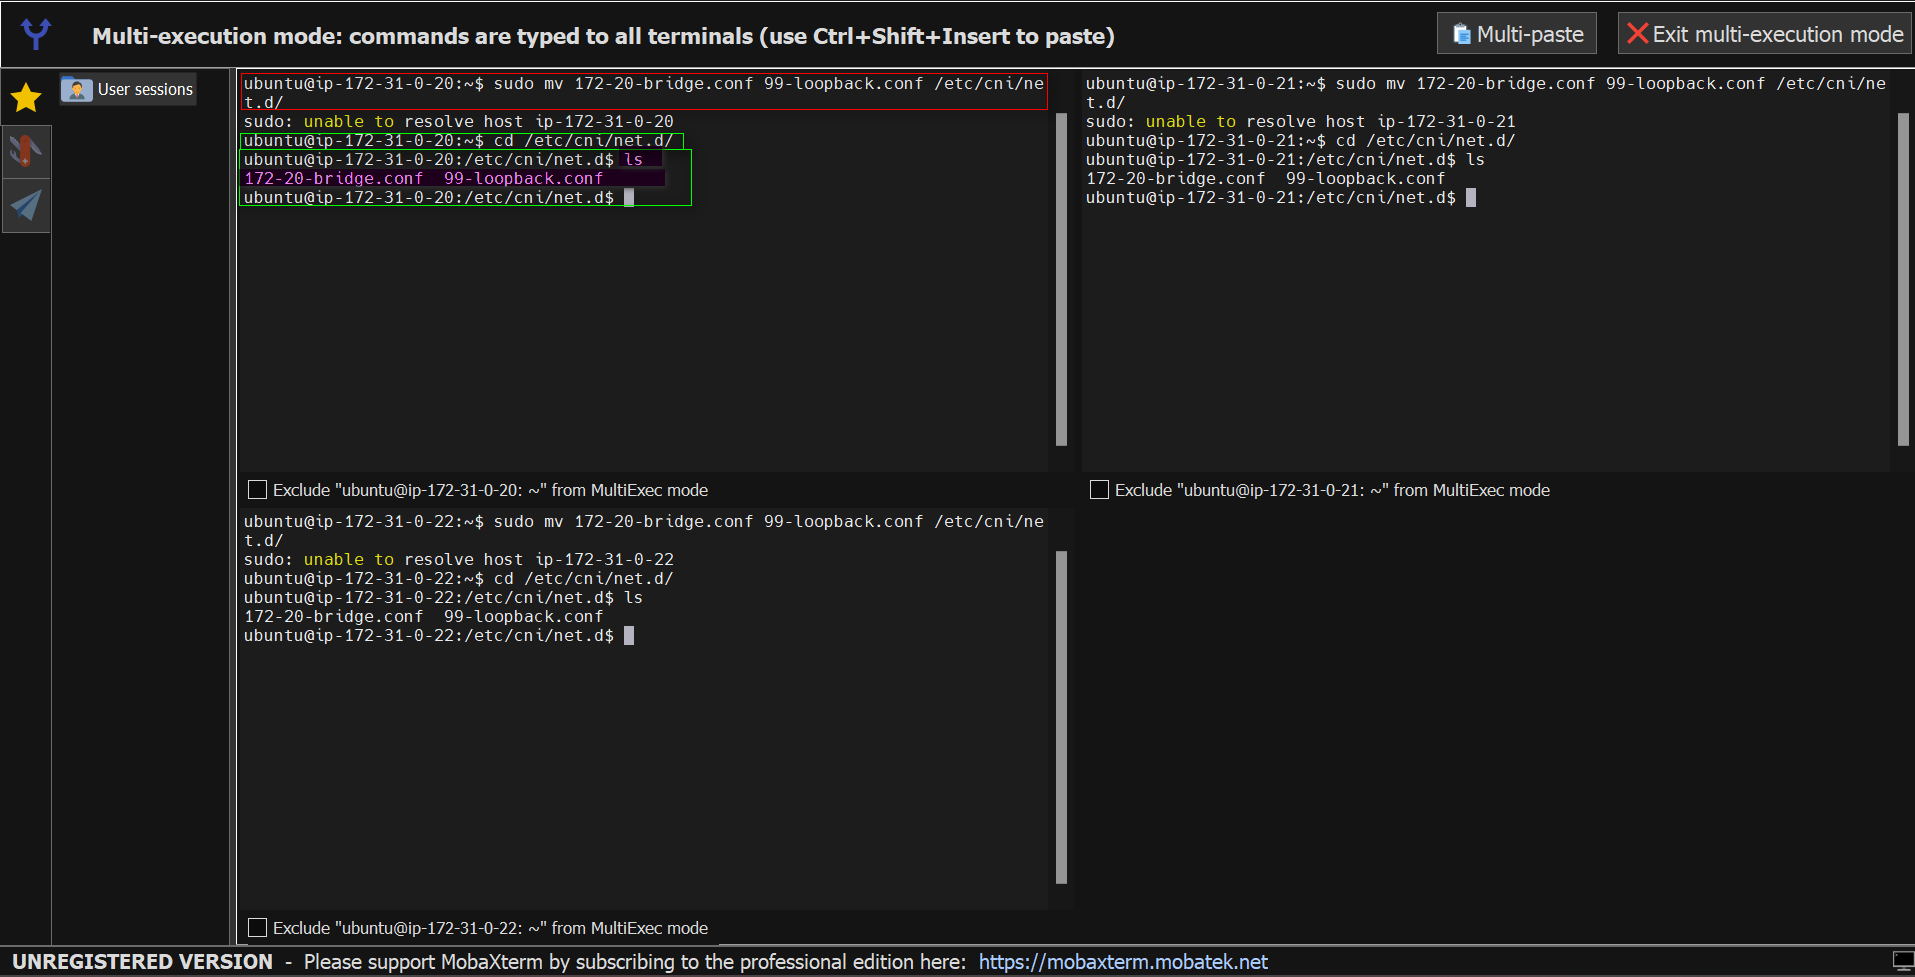 Multi-execution mode: commands are typed to all terminals (use Ctrl+Shift+Insert to paste)
Multi-paste
Exit multi-execution mode
User sessions
ubuntu@ip-172-31-0-20:~$ sudo mv 172-20-bridge.conf 99-loopback.conf /etc/cni/ne
t.d/
sudo: unable to resolve host ip-172-31-0-20
ubuntu@ip-172-31-0-20:~$ cd /etc/cni/net.d/
ubuntu@ip-172-31-0-20:/etc/cni/net.d$ ls
172-20-bridge.conf  99-loopback.conf
ubuntu@ip-172-31-0-20:/etc/cni/net.d$
Exclude "ubuntu@ip-172-31-0-20: ~" from MultiExec mode
ubuntu@ip-172-31-0-21:~$ sudo mv 172-20-bridge.conf 99-loopback.conf /etc/cni/ne
t.d/
sudo: unable to resolve host ip-172-31-0-21
ubuntu@ip-172-31-0-21:~$ cd /etc/cni/net.d/
ubuntu@ip-172-31-0-21:/etc/cni/net.d$ ls
172-20-bridge.conf  99-loopback.conf
ubuntu@ip-172-31-0-21:/etc/cni/net.d$
Exclude "ubuntu@ip-172-31-0-21: ~" from MultiExec mode
ubuntu@ip-172-31-0-22:~$ sudo mv 172-20-bridge.conf 99-loopback.conf /etc/cni/ne
t.d/
sudo: unable to resolve host ip-172-31-0-22
ubuntu@ip-172-31-0-22:~$ cd /etc/cni/net.d/
ubuntu@ip-172-31-0-22:/etc/cni/net.d$ ls
172-20-bridge.conf  99-loopback.conf
ubuntu@ip-172-31-0-22:/etc/cni/net.d$
Exclude "ubuntu@ip-172-31-0-22: ~" from MultiExec mode
UNREGISTERED VERSION - Please support MobaXterm by subscribing to the professional edition here: https://mobaxterm.mobatek.net